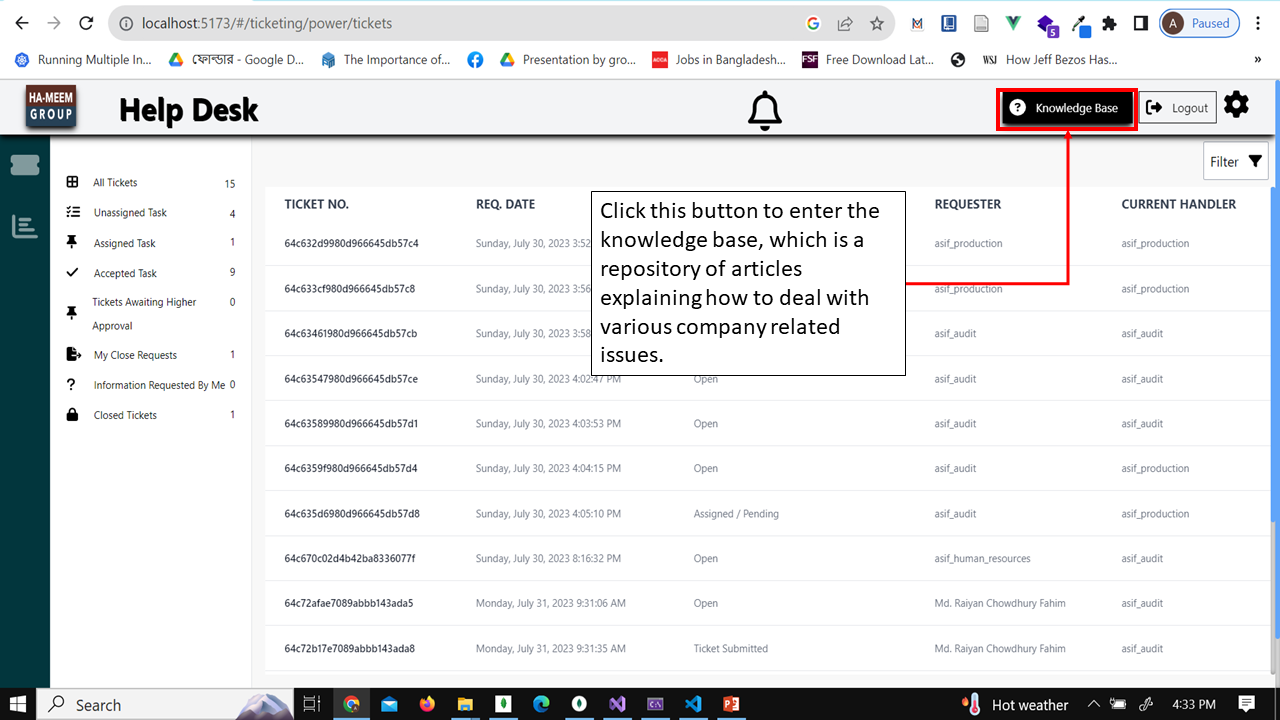 localhost:5173/#/ticketing/power/tickets
5
A Paused
Running Multiple In...
ফোল্ডার - Google D...
The Importance of...
Presentation by gro...
ACCA Jobs in Bangladesh...
FSF Free Download Lat...
WSJ How Jeff Bezos Has...
»
HA-MEEM
GROUP
Help Desk
? Knowledge Base
Logout
Filter
All Tickets 15
Unassigned Task 4
Assigned Task 1
Accepted Task 9
Tickets Awaiting Higher 0
Approval
My Close Requests 1
? Information Requested By Me 0
Closed Tickets 1
TICKET NO. REQ. DATE REQUESTER CURRENT HANDLER
64c632d9980d966645db57c4 Sunday, July 30, 2023 3:52 asif_production asif_production
64c633cf980d966645db57c8 Sunday, July 30, 2023 3:56 asif_production asif_production
64c63461980d966645db57cb Sunday, July 30, 2023 3:58 asif_audit asif_audit
64c63547980d966645db57ce Sunday, July 30, 2023 4:02:47 PM Open asif_audit asif_audit
64c63589980d966645db57d1 Sunday, July 30, 2023 4:03:53 PM Open asif_audit asif_audit
64c6359f980d966645db57d4 Sunday, July 30, 2023 4:04:15 PM Open asif_audit asif_production
64c635d6980d966645db57d8 Sunday, July 30, 2023 4:05:10 PM Assigned / Pending asif_audit asif_production
64c670c02d4b42ba8336077f Sunday, July 30, 2023 8:16:32 PM Open asif_human_resources asif_audit
64c72afae7089abbb143ada5 Monday, July 31, 2023 9:31:06 AM Open Md. Raiyan Chowdhury Fahim asif_audit
64c72b17e7089abbb143ada8 Monday, July 31, 2023 9:31:35 AM Ticket Submitted Md. Raiyan Chowdhury Fahim asif_audit
Click this button to enter the
knowledge base, which is a
repository of articles
explaining how to deal with
various company related
issues.
Search
Hot weather
4:33 PM